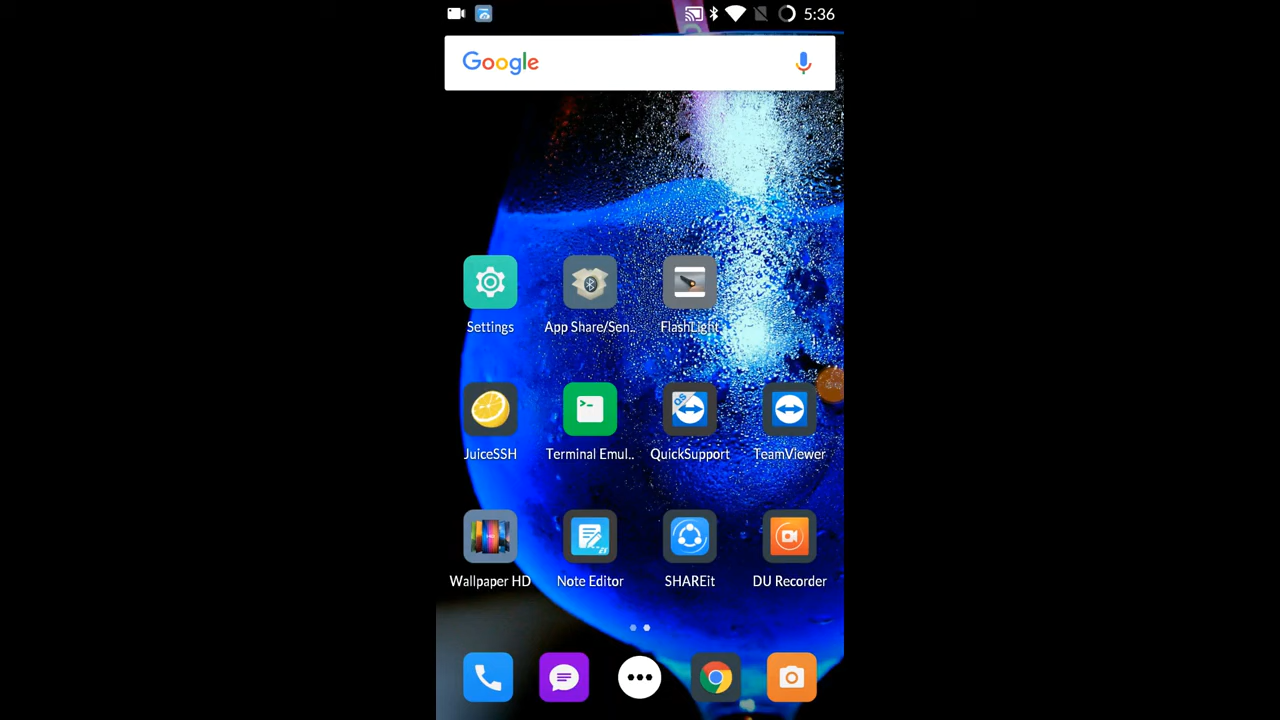 5:36
Google
Settings App Share/Sen.. FlashLight
JuiceSSH Terminal Emul.. QuickSupport TeamViewer
Wallpaper HD Note Editor SHAREit DU Recorder